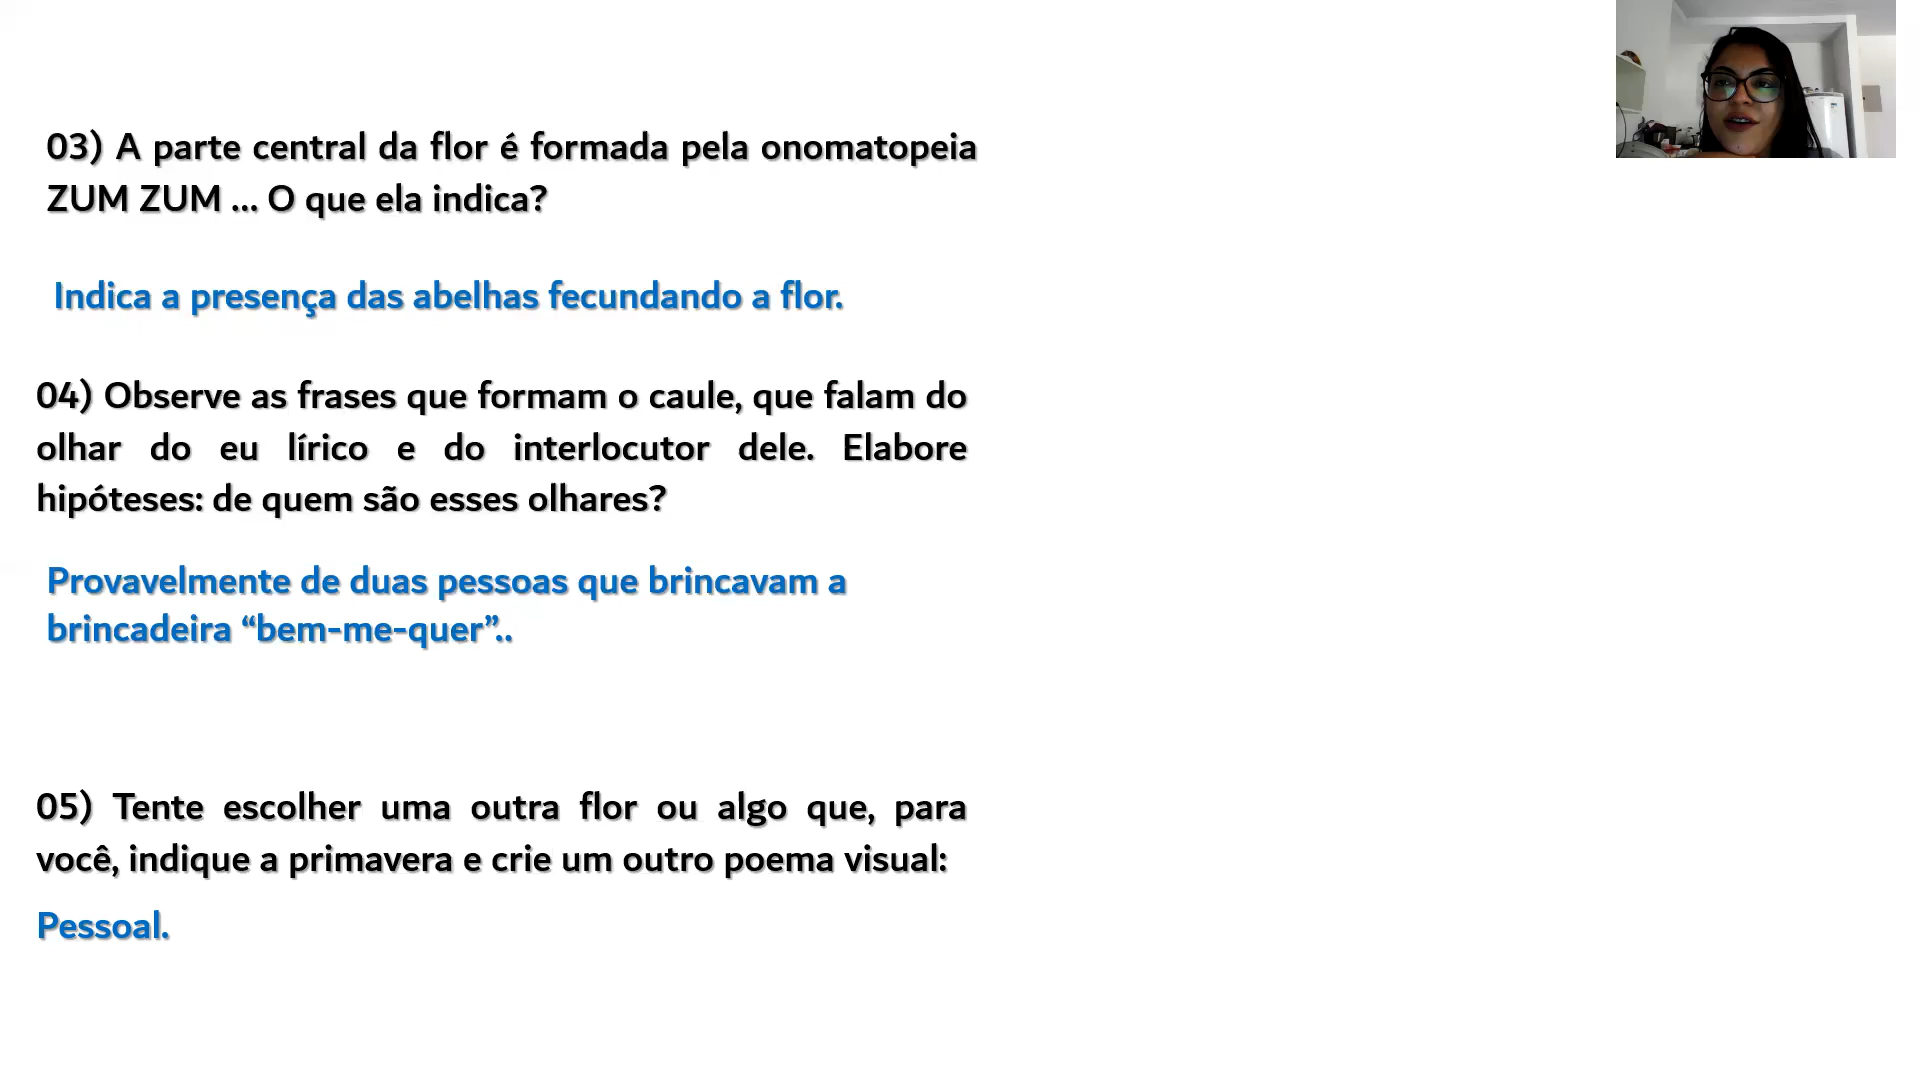 03) A parte central da flor é formada pela onomatopeia
ZUM ZUM ... O que ela indica?
Indica a presença das abelhas fecundando a flor.
04) Observe as frases que formam o caule, que falam do
olhar do eu lírico e do interlocutor dele. Elabore
hipóteses: de quem são esses olhares?
Provavelmente de duas pessoas que brincavam a
brincadeira “bem-me-quer”..
05) Tente escolher uma outra flor ou algo que, para
você, indique a primavera e crie um outro poema visual:
Pessoal.